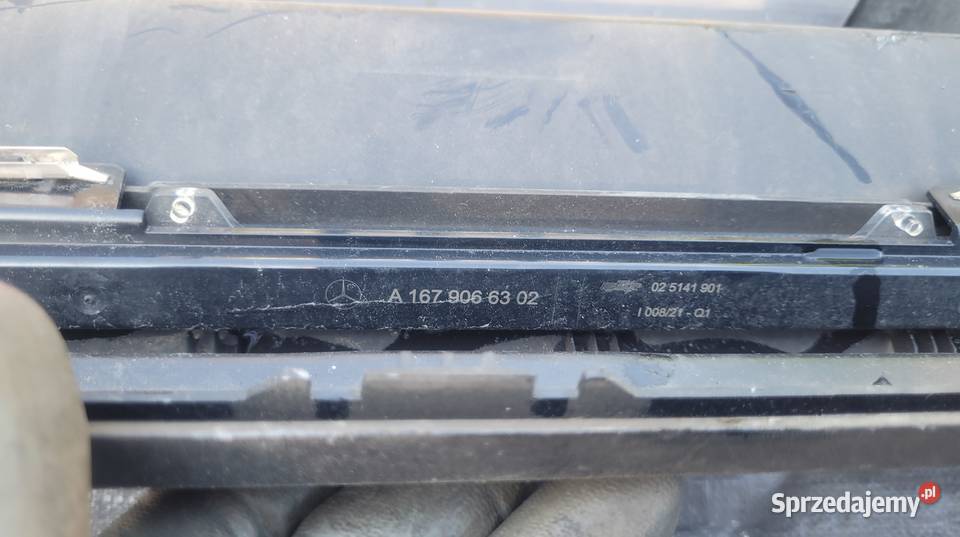 A 167 906 63 02
02 5141 901
I 008/21 - Q1
Sprzedajemy.pl